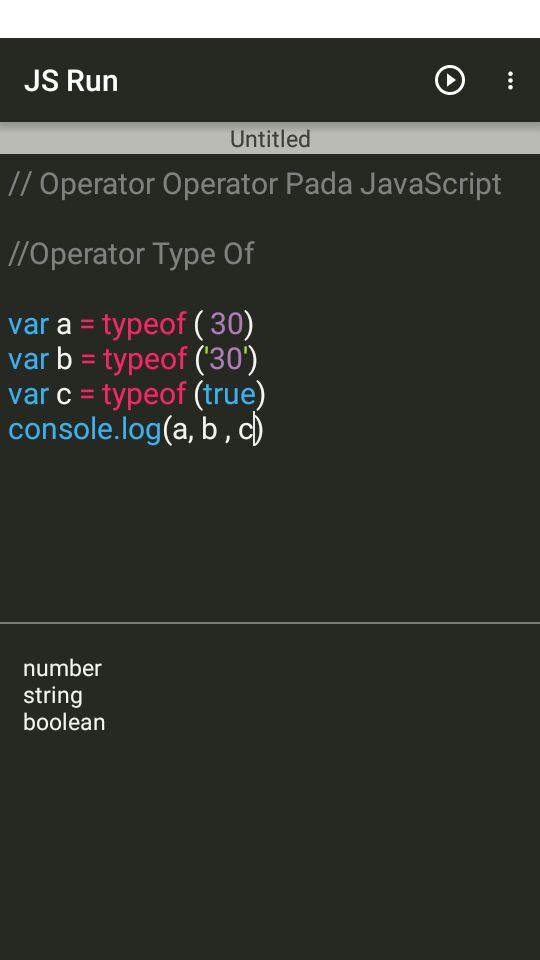 JS Run
Untitled
// Operator Operator Pada JavaScript
//Operator Type Of
var a = typeof ( 30)
var b = typeof ('30')
var c = typeof (true)
console.log(a, b , c)
number
string
boolean